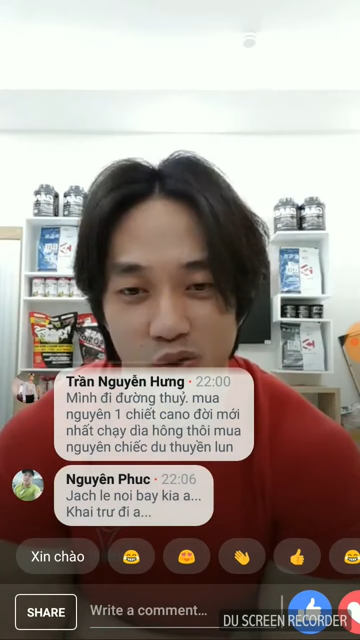 Trần Nguyễn Hưng · 22:00
Mình đi đường thuỷ. mua
nguyên 1 chiết cano đời mới
nhất chạy dìa hông thôi mua
nguyên chiếc du thuyền lun
Nguyên Phuc · 22:06
Jach le noi bay kia a...
Khai trư đi a...
Xin chào
SHARE
Write a comment...
DU SCREEN RECORDER